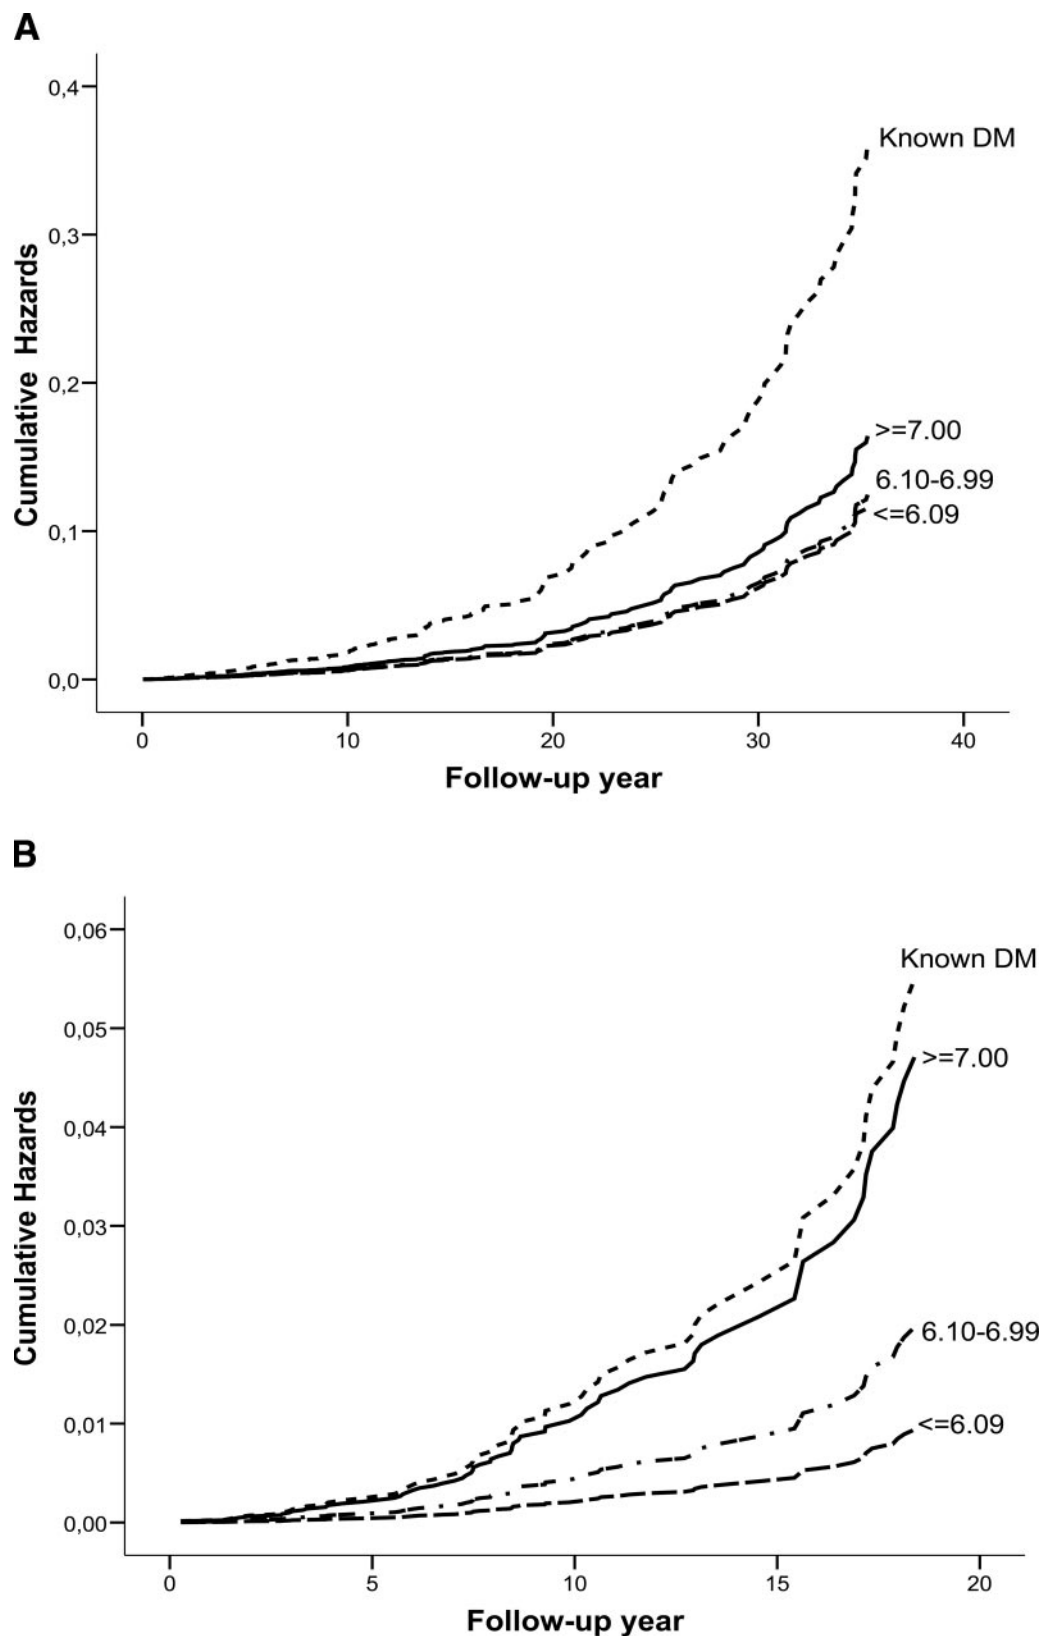 A
0,4
Known DM
0,3
0,2
>=7.00
6.10-6.99
<=6.09
0,1
0,0
Cumulative Hazards
0 10 20 30 40
Follow-up year
B
0,06
Known DM
0,05
>=7.00
0,04
0,03
0,02
6.10-6.99
0,01
<=6.09
0,00
Cumulative Hazards
0 5 10 15 20
Follow-up year